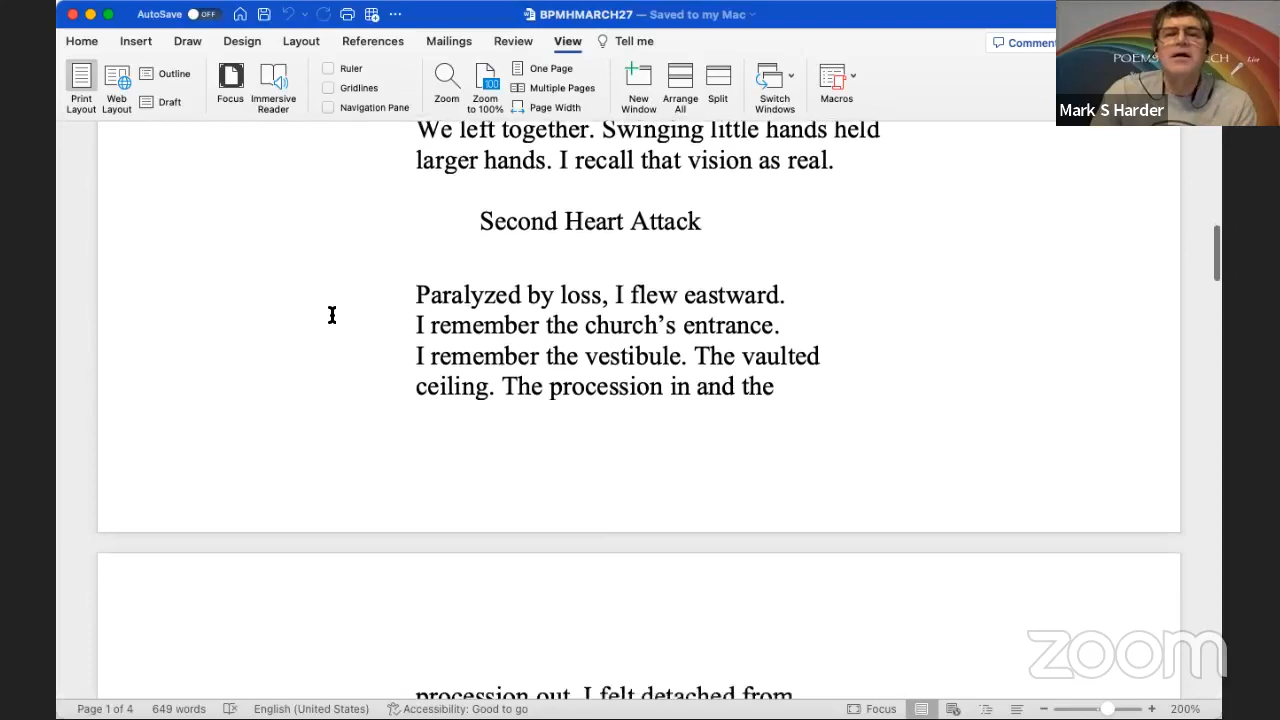 AutoSave OFF
BPMHMARCH27 — Saved to my Mac
Home Insert Draw Design Layout References Mailings Review View Tell me
Comment
Print Layout
Web Layout
Outline
Draft
Focus
Immersive Reader
Ruler
Gridlines
Navigation Pane
Zoom
Zoom to 100%
100
One Page
Multiple Pages
Page Width
New Window
Arrange All
Split
Switch Windows
Macros
POEMS
CH
Live
Mark S Harder
We left together. Swinging little hands held
larger hands. I recall that vision as real.
Second Heart Attack
Paralyzed by loss, I flew eastward.
I remember the church’s entrance.
I remember the vestibule. The vaulted
ceiling. The procession in and the
procession out. I felt detached from
zoom
Page 1 of 4 649 words English (United States) Accessibility: Good to go Focus 200%